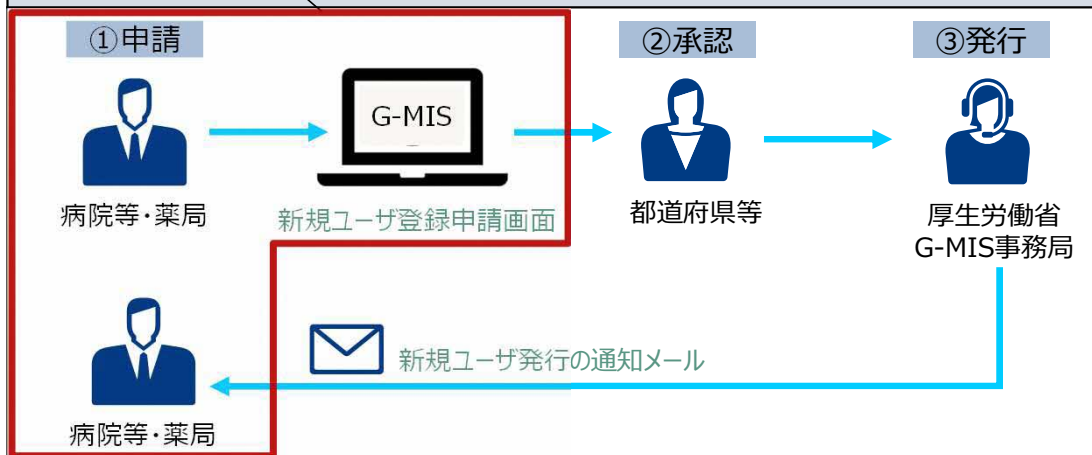 ①申請
②承認
③発行
G-MIS
病院等・薬局
新規ユーザ登録申請画面
都道府県等
厚生労働省
G-MIS事務局
新規ユーザ発行の通知メール
病院等・薬局